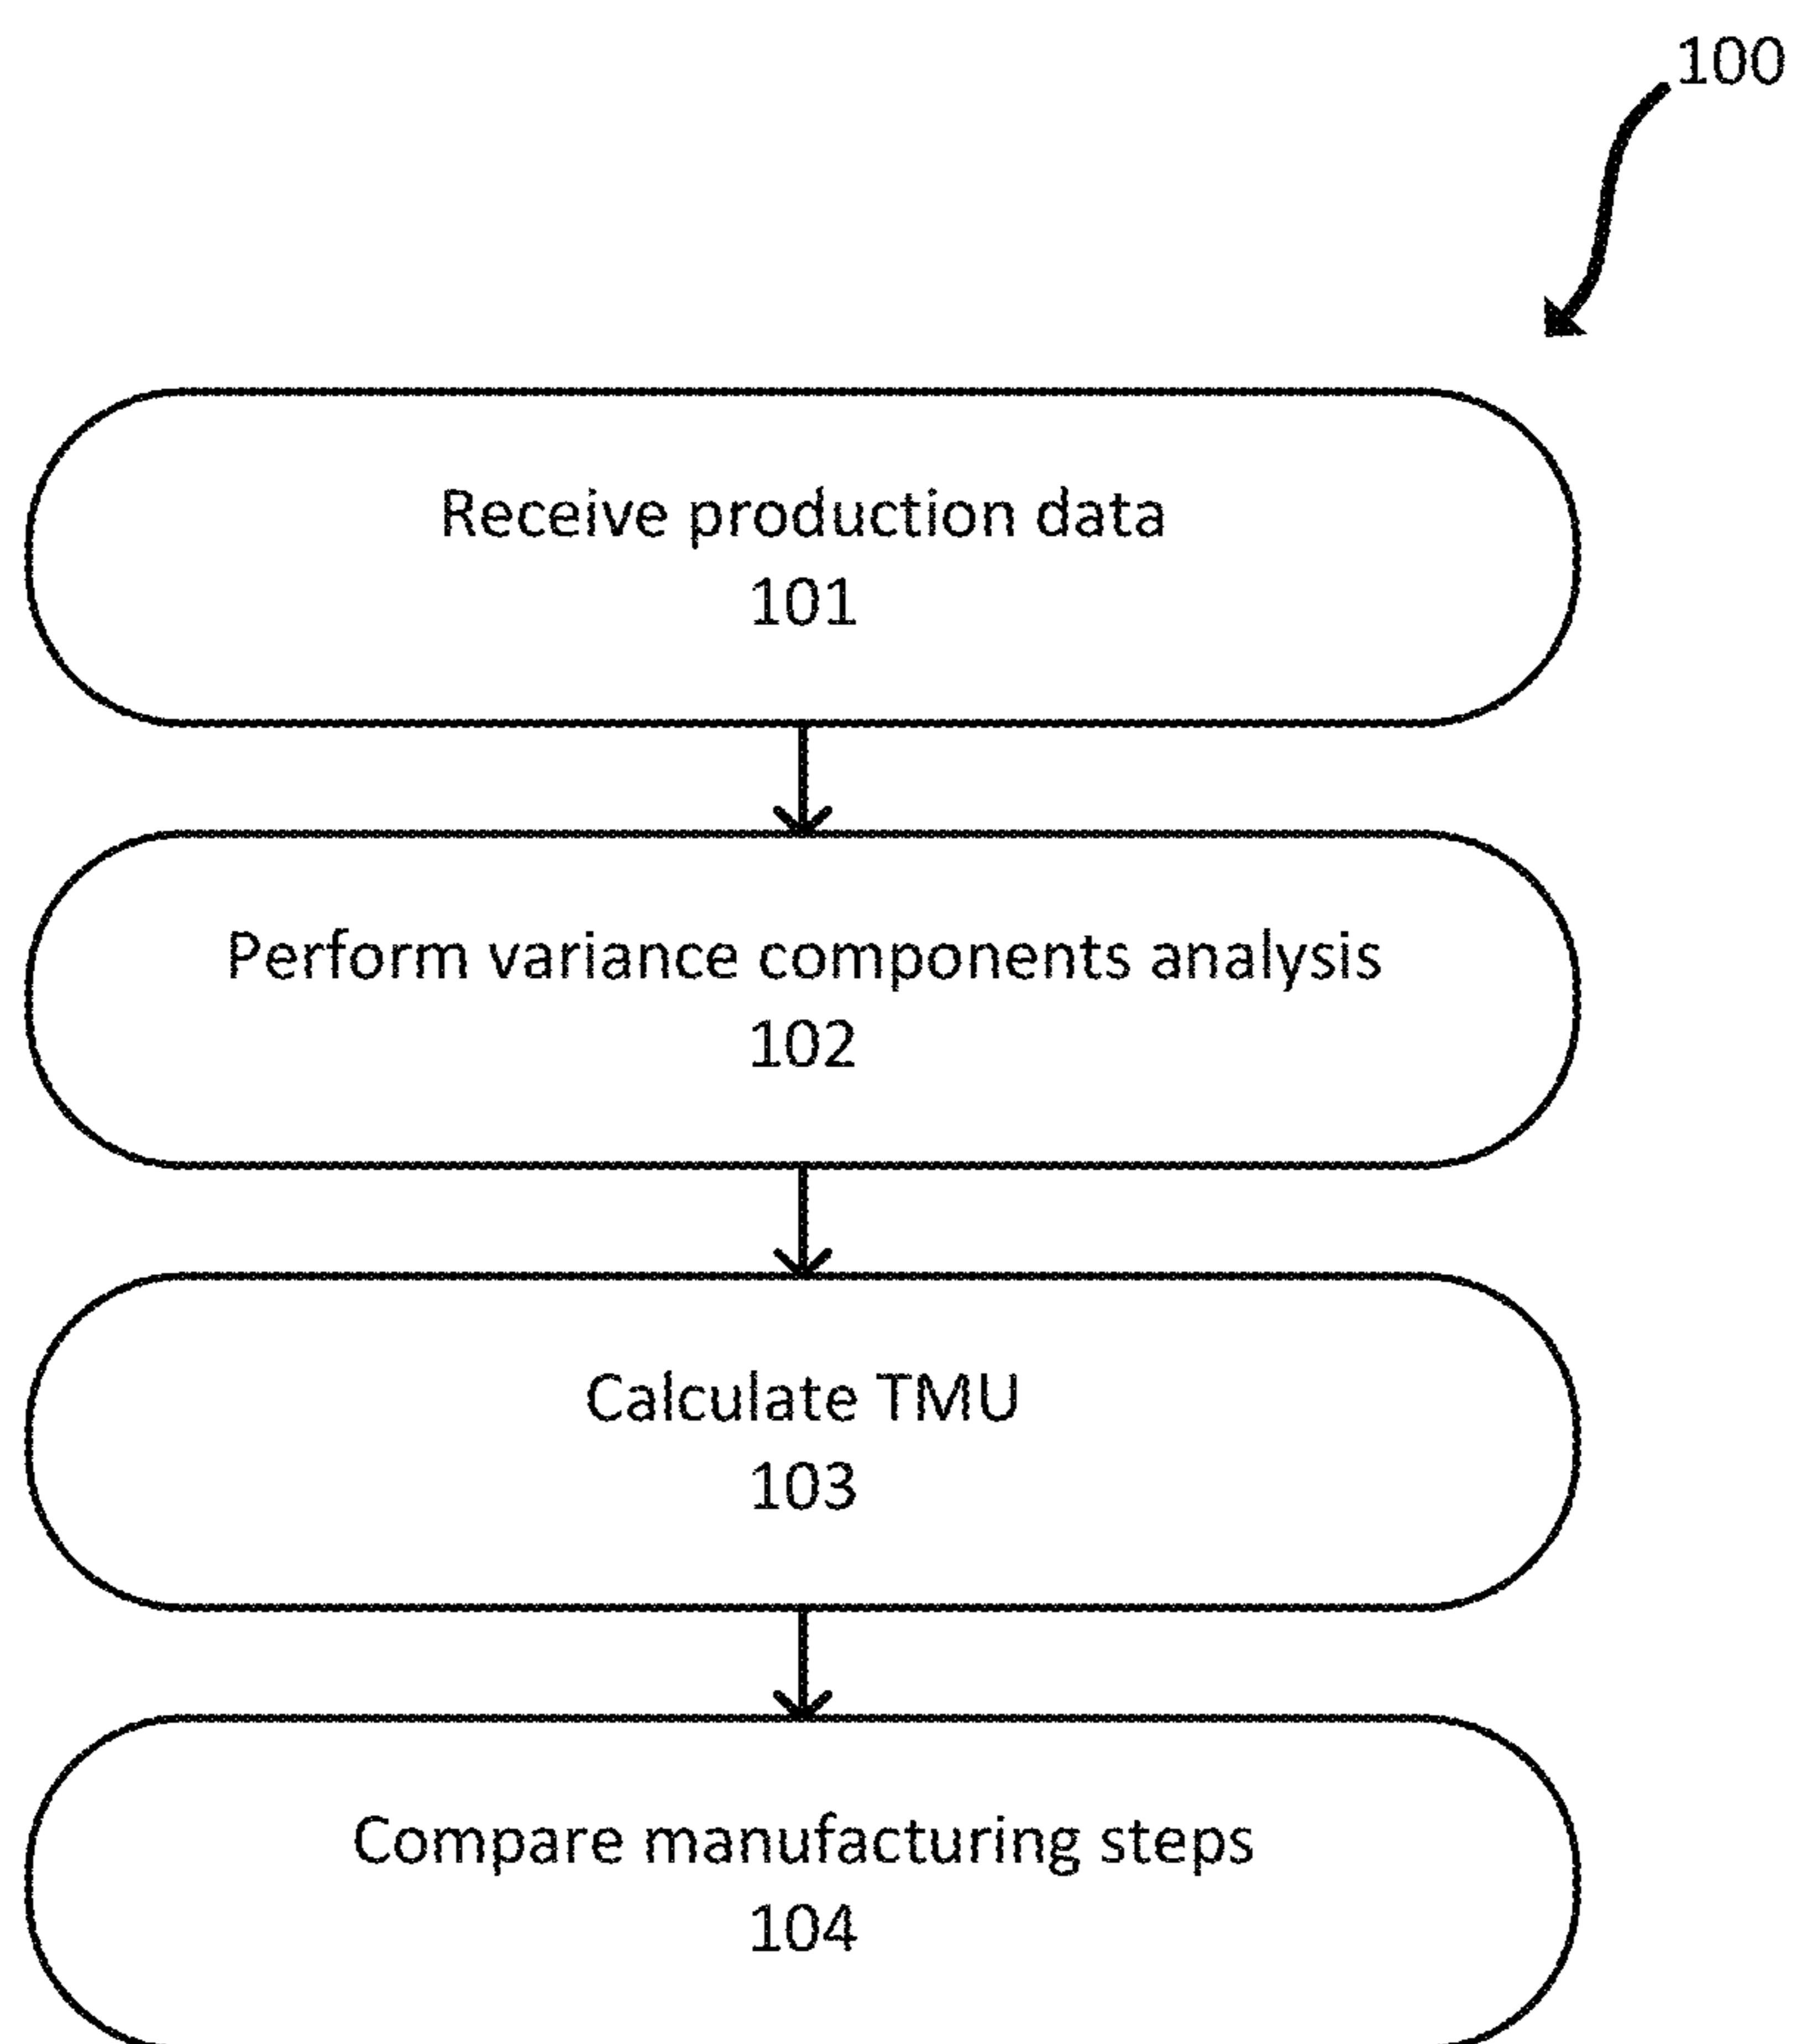 100
Receive production data
101
Perform variance components analysis
102
Calculate TMU
103
Compare manufacturing steps
104